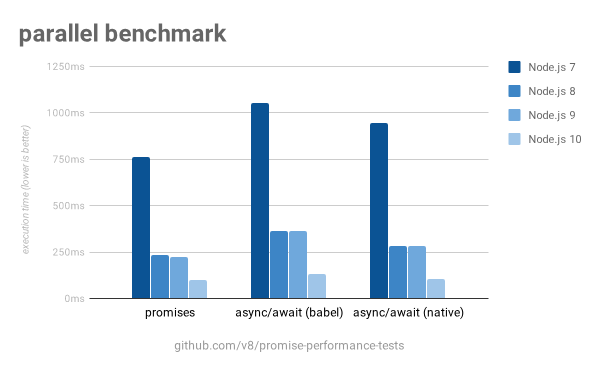 parallel benchmark
1250ms
1000ms
750ms
500ms
250ms
0ms
execution time (lower is better)
Node.js 7
Node.js 8
Node.js 9
Node.js 10
promises
async/await (babel)
async/await (native)
github.com/v8/promise-performance-tests